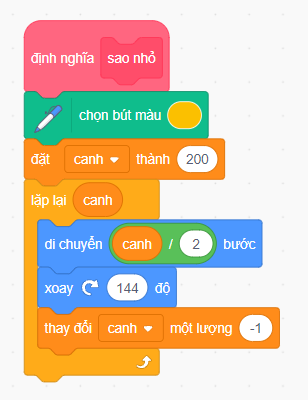 định nghĩa sao nhỏ
chọn bút màu
đặt canh thành 200
lặp lại canh
di chuyển canh / 2 bước
xoay 144 độ
thay đổi canh một lượng -1